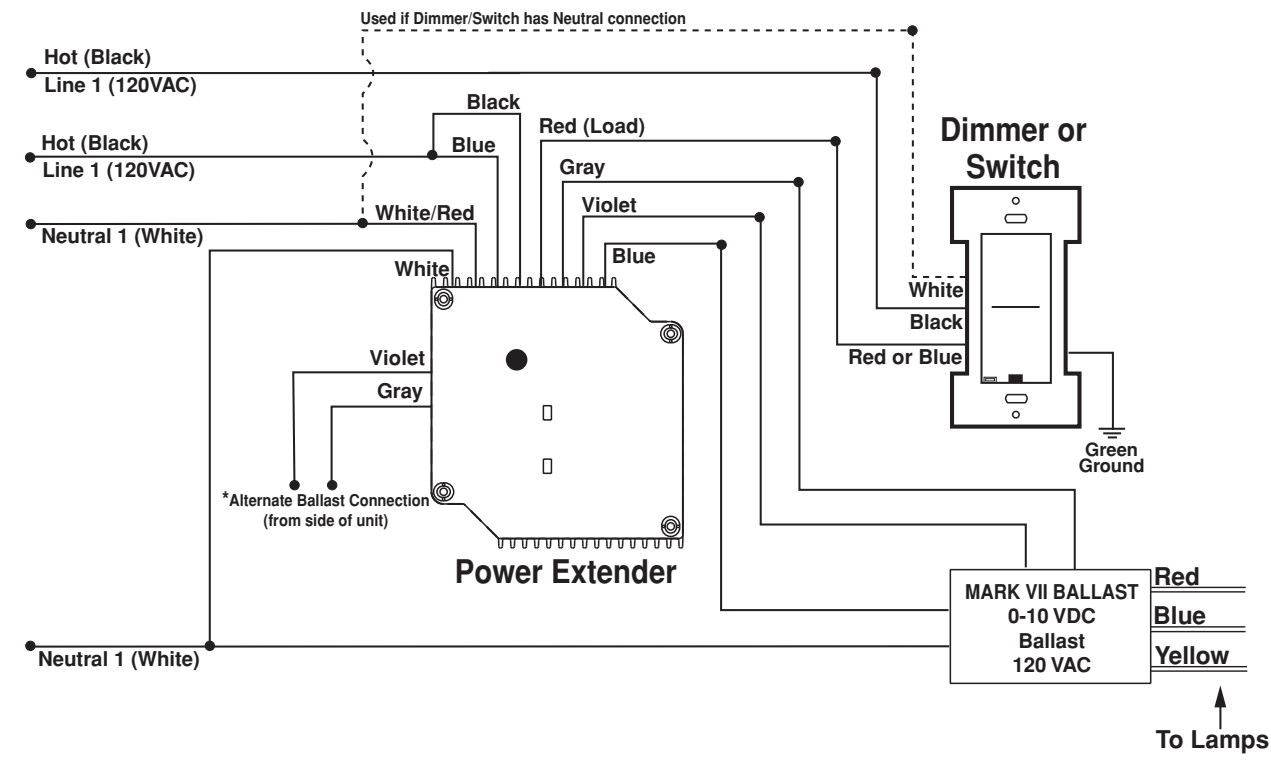 Used if Dimmer/Switch has Neutral connection
Hot (Black)
Line 1 (120VAC)
Black
Hot (Black)
Line 1 (120VAC)
Blue
Red (Load)
Gray
Dimmer or
Switch
White/Red
Neutral 1 (White)
Violet
Blue
White
White
Black
Red or Blue
Violet
Gray
Green
Ground
*Alternate Ballast Connection
(from side of unit)
Power Extender
MARK VII BALLAST
0-10 VDC
Ballast
120 VAC
Red
Blue
Yellow
Neutral 1 (White)
To Lamps